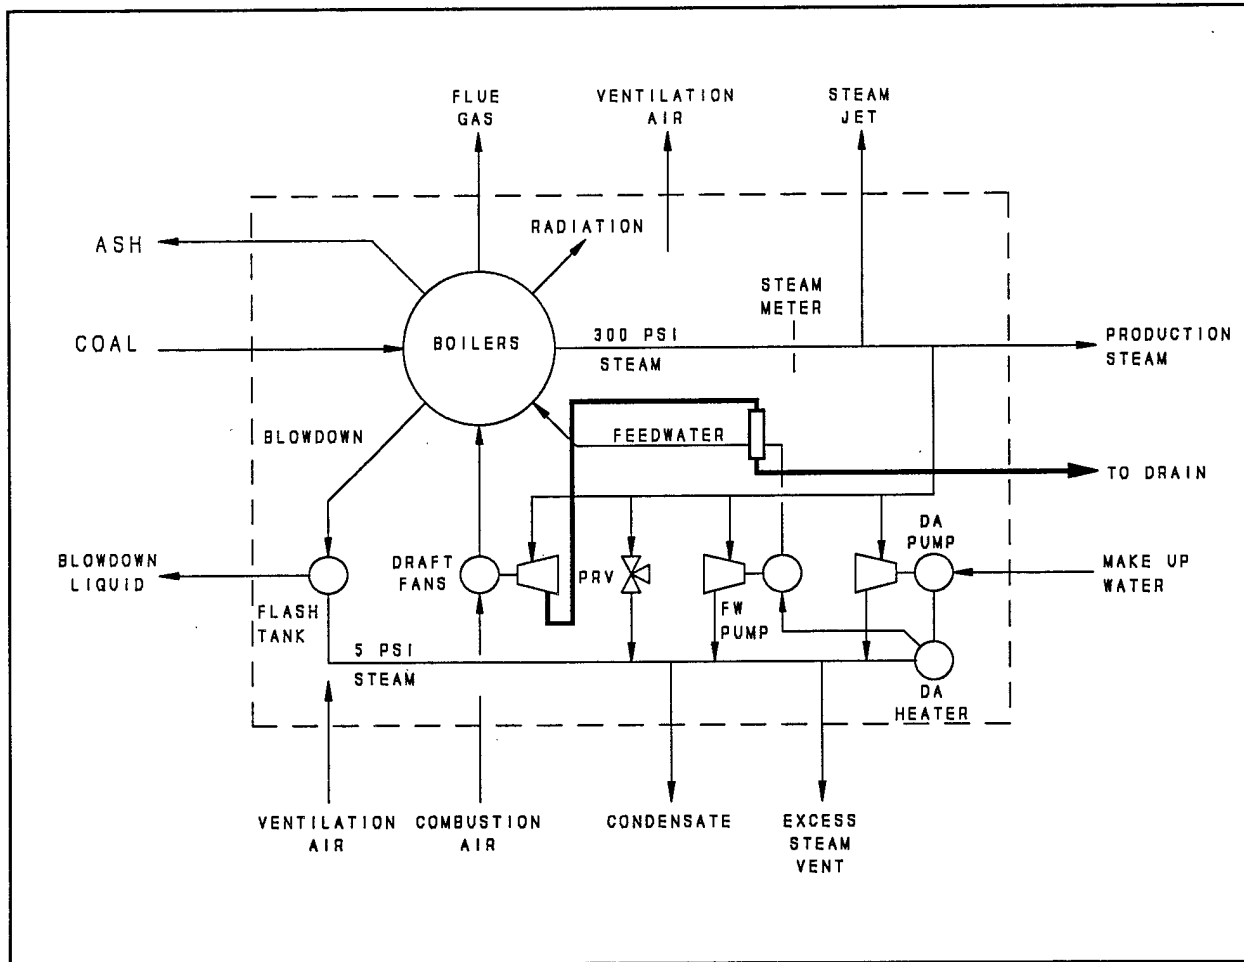 FLUE
GAS
VENTILATION
AIR
STEAM
JET
ASH
RADIATION
STEAM
METER
COAL
BOILERS
300 PSI
STEAM
PRODUCTION
STEAM
BLOWDOWN
FEEDWATER
TO DRAIN
BLOWDOWN
LIQUID
DRAFT
FANS
PRV
DA
PUMP
MAKE UP
WATER
FLASH
TANK
FW
PUMP
5 PSI
STEAM
DA
HEATER
VENTILATION
AIR
COMBUSTION
AIR
CONDENSATE
EXCESS
STEAM
VENT